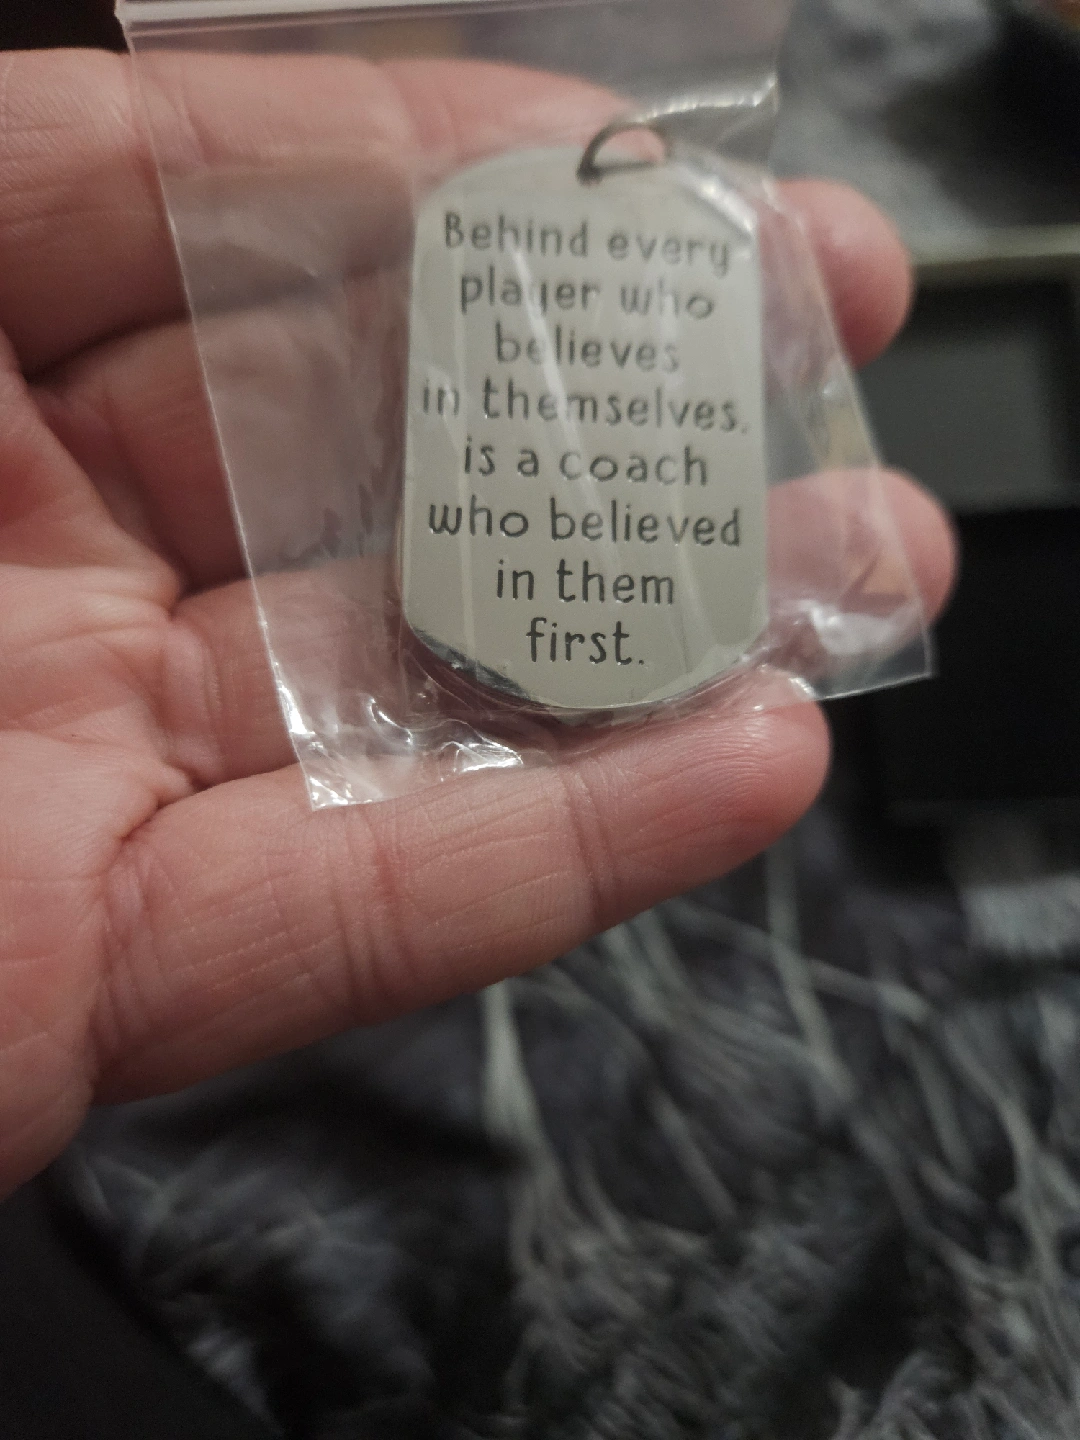 Behind every
player who
believes
in themselves.
is a coach
who believed
in them
first.